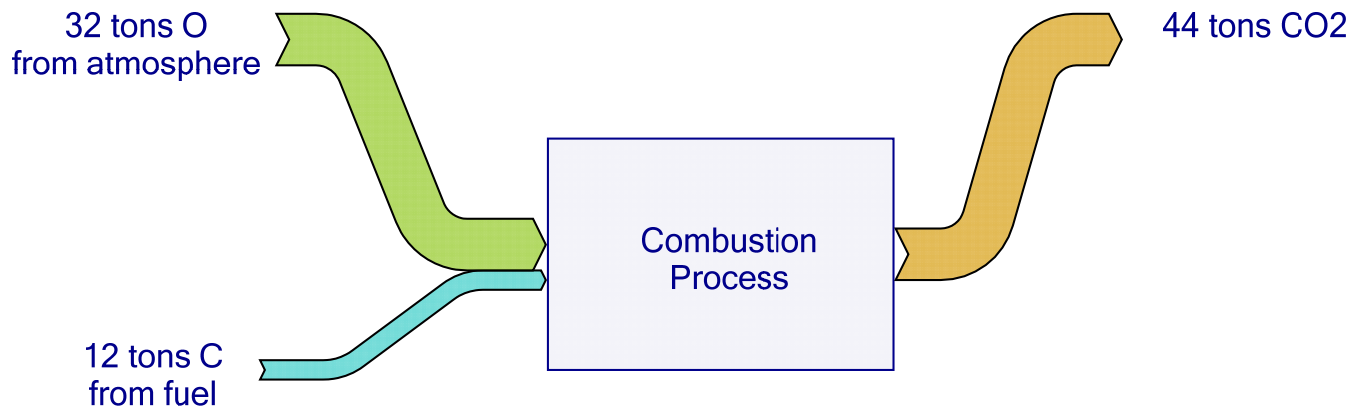 32 tons O
from atmosphere
44 tons CO2
Combustion
Process
12 tons C
from fuel